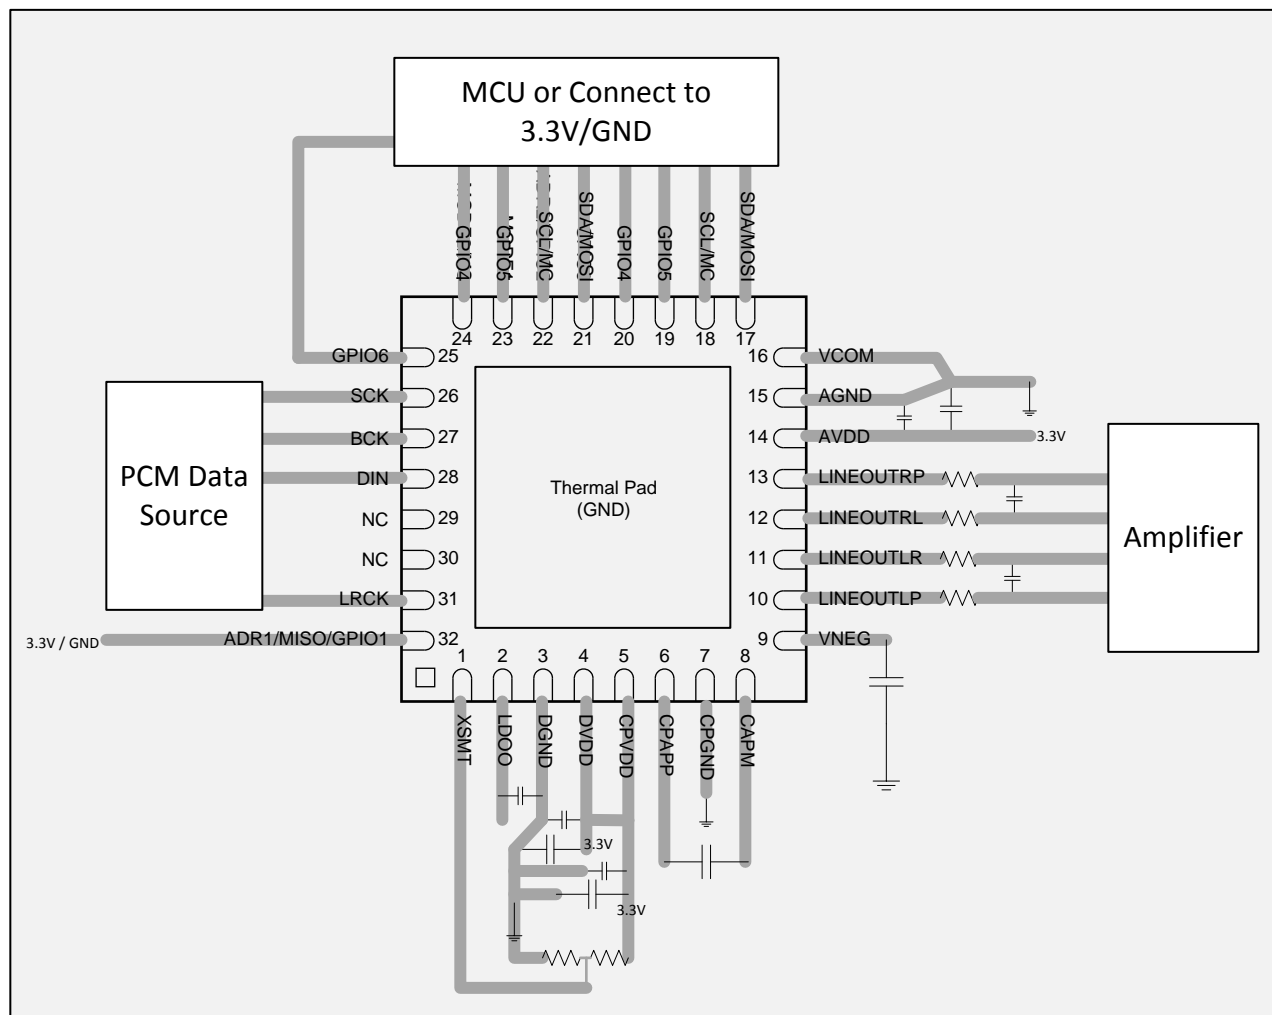 MCU or Connect to
3.3V/GND
GPIO4
GPIO5
SCL/MC
SDA/MOSI
GPIO4
GPIO5
SCL/MC
SDA/MOSI
24 23 22 21 20 19 18 17
GPIO6 25
SCK 26
BCK 27
DIN 28
NC 29
NC 30
LRCK 31
ADR1/MISO/GPIO1 32
3.3V / GND
PCM Data
Source
Thermal Pad
(GND)
16 VCOM
15 AGND
14 AVDD
3.3V
13 LINEOUTRP
12 LINEOUTRL
11 LINEOUTLR
10 LINEOUTLP
9 VNEG
Amplifier
1 2 3 4 5 6 7 8
XSMT
LDOO
DGND
DVDD
CPVDD
CPAPP
CPGND
CAPM
3.3V
3.3V